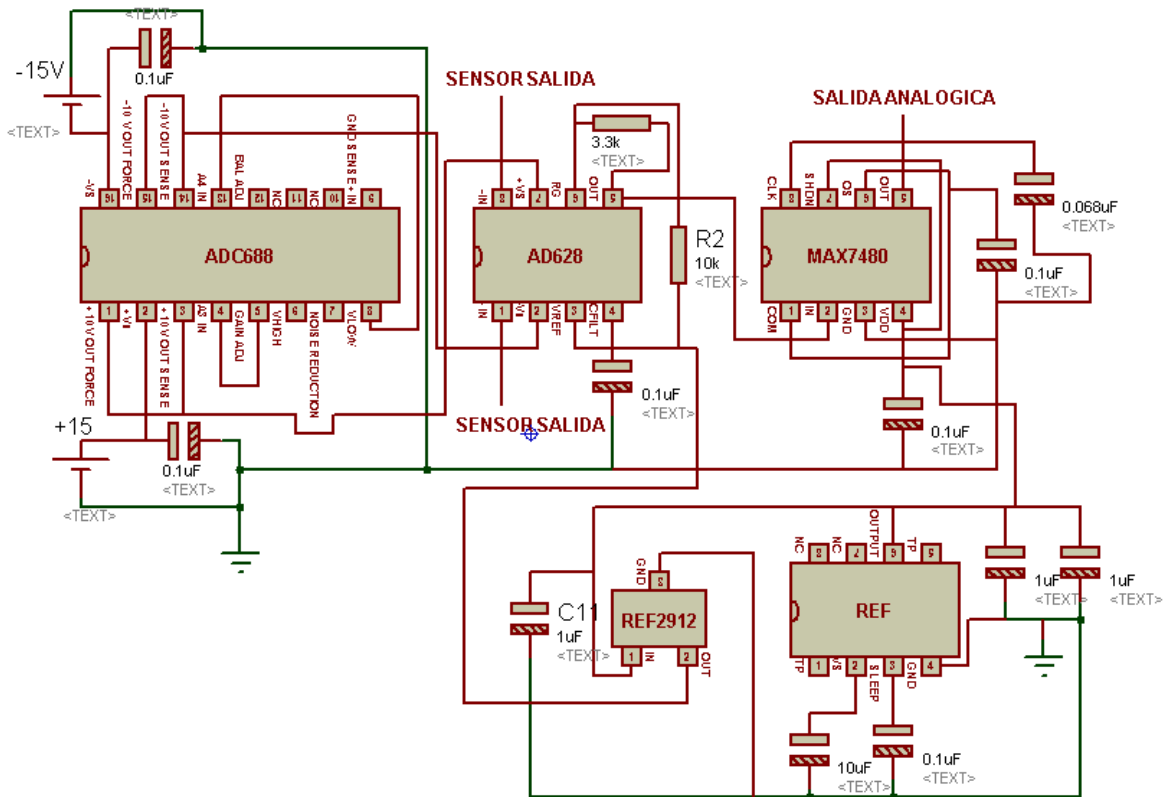 <TEXT>
0.1uF
-15V
<TEXT>
-VS
-10 V OUT FORCE
-10 V OUT SENSE
A4 IN
BAL ADJ
NC
NC
GND SENSE + IN
16
15
14
13
12
11
10
9
ADC688
1
2
3
4
5
6
7
8
+10 V OUT FORCE
+Vs
+10 V OUT SENSE
A3 IN
GAIN ADJ
VHIGH
NOISE REDUCTION
VLOW
+15
<TEXT>
0.1uF
<TEXT>
SENSOR SALIDA
3.3k
<TEXT>
-IN
+VS
RG
OUT
8
7
6
5
AD628
R2
10k
<TEXT>
1
2
3
4
IN
-Vs
VREF
CFILT
0.1uF
<TEXT>
SENSOR SALIDA
SALIDA ANALOGICA
CLK
SHDN
OS
OUT
8
7
6
5
MAX7480
0.068uF
<TEXT>
0.1uF
<TEXT>
1
2
3
4
COM
IN
GND
VDD
0.1uF
<TEXT>
C11
1uF
<TEXT>
GND
3
REF2912
1
2
IN
OUT
NC
NC
OUTPUT
TP
8
7
6
5
REF
1
2
3
4
TP
VS
SLEEP
GND
1uF
<TEXT>
1uF
<TEXT>
10uF
<TEXT>
0.1uF
<TEXT>